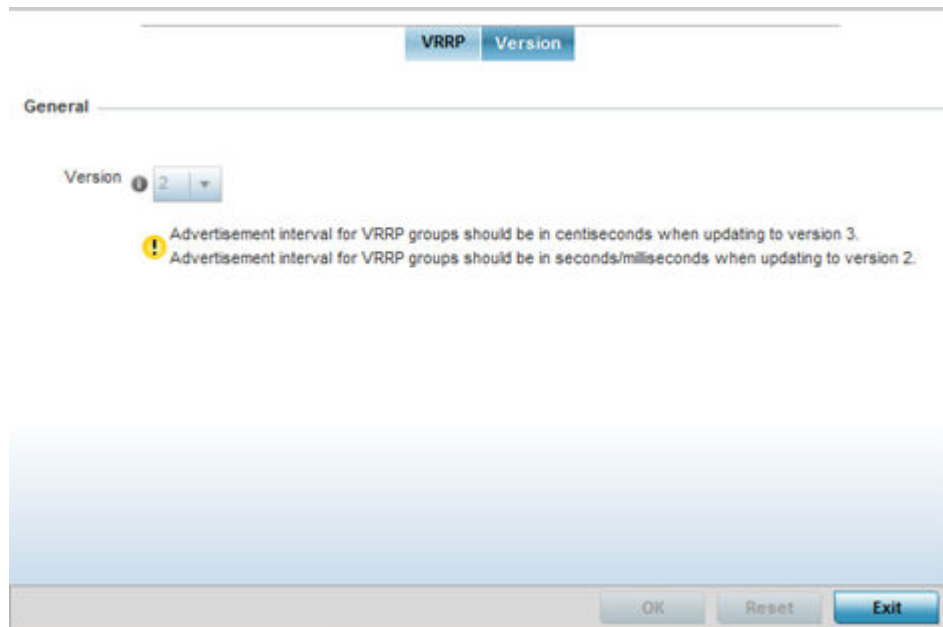 VRRP Version
General
Version 2
Advertisement interval for VRRP groups should be in centiseconds when updating to version 3.
Advertisement interval for VRRP groups should be in seconds/milliseconds when updating to version 2.
OK Reset Exit